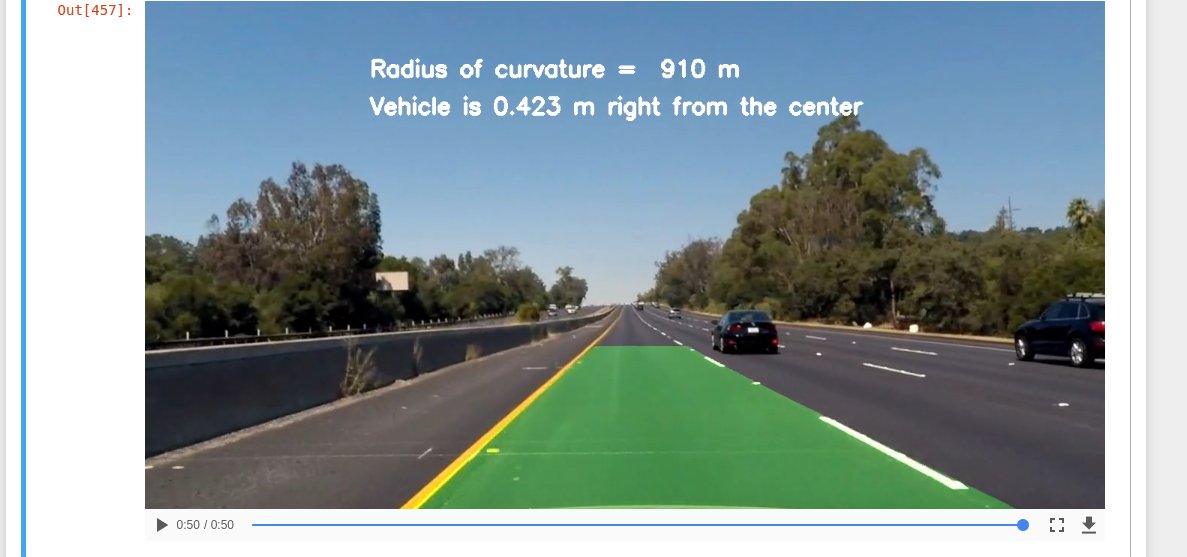 Out[457]:
Radius of curvature =  910 m
Vehicle is 0.423 m right from the center
0:50 / 0:50